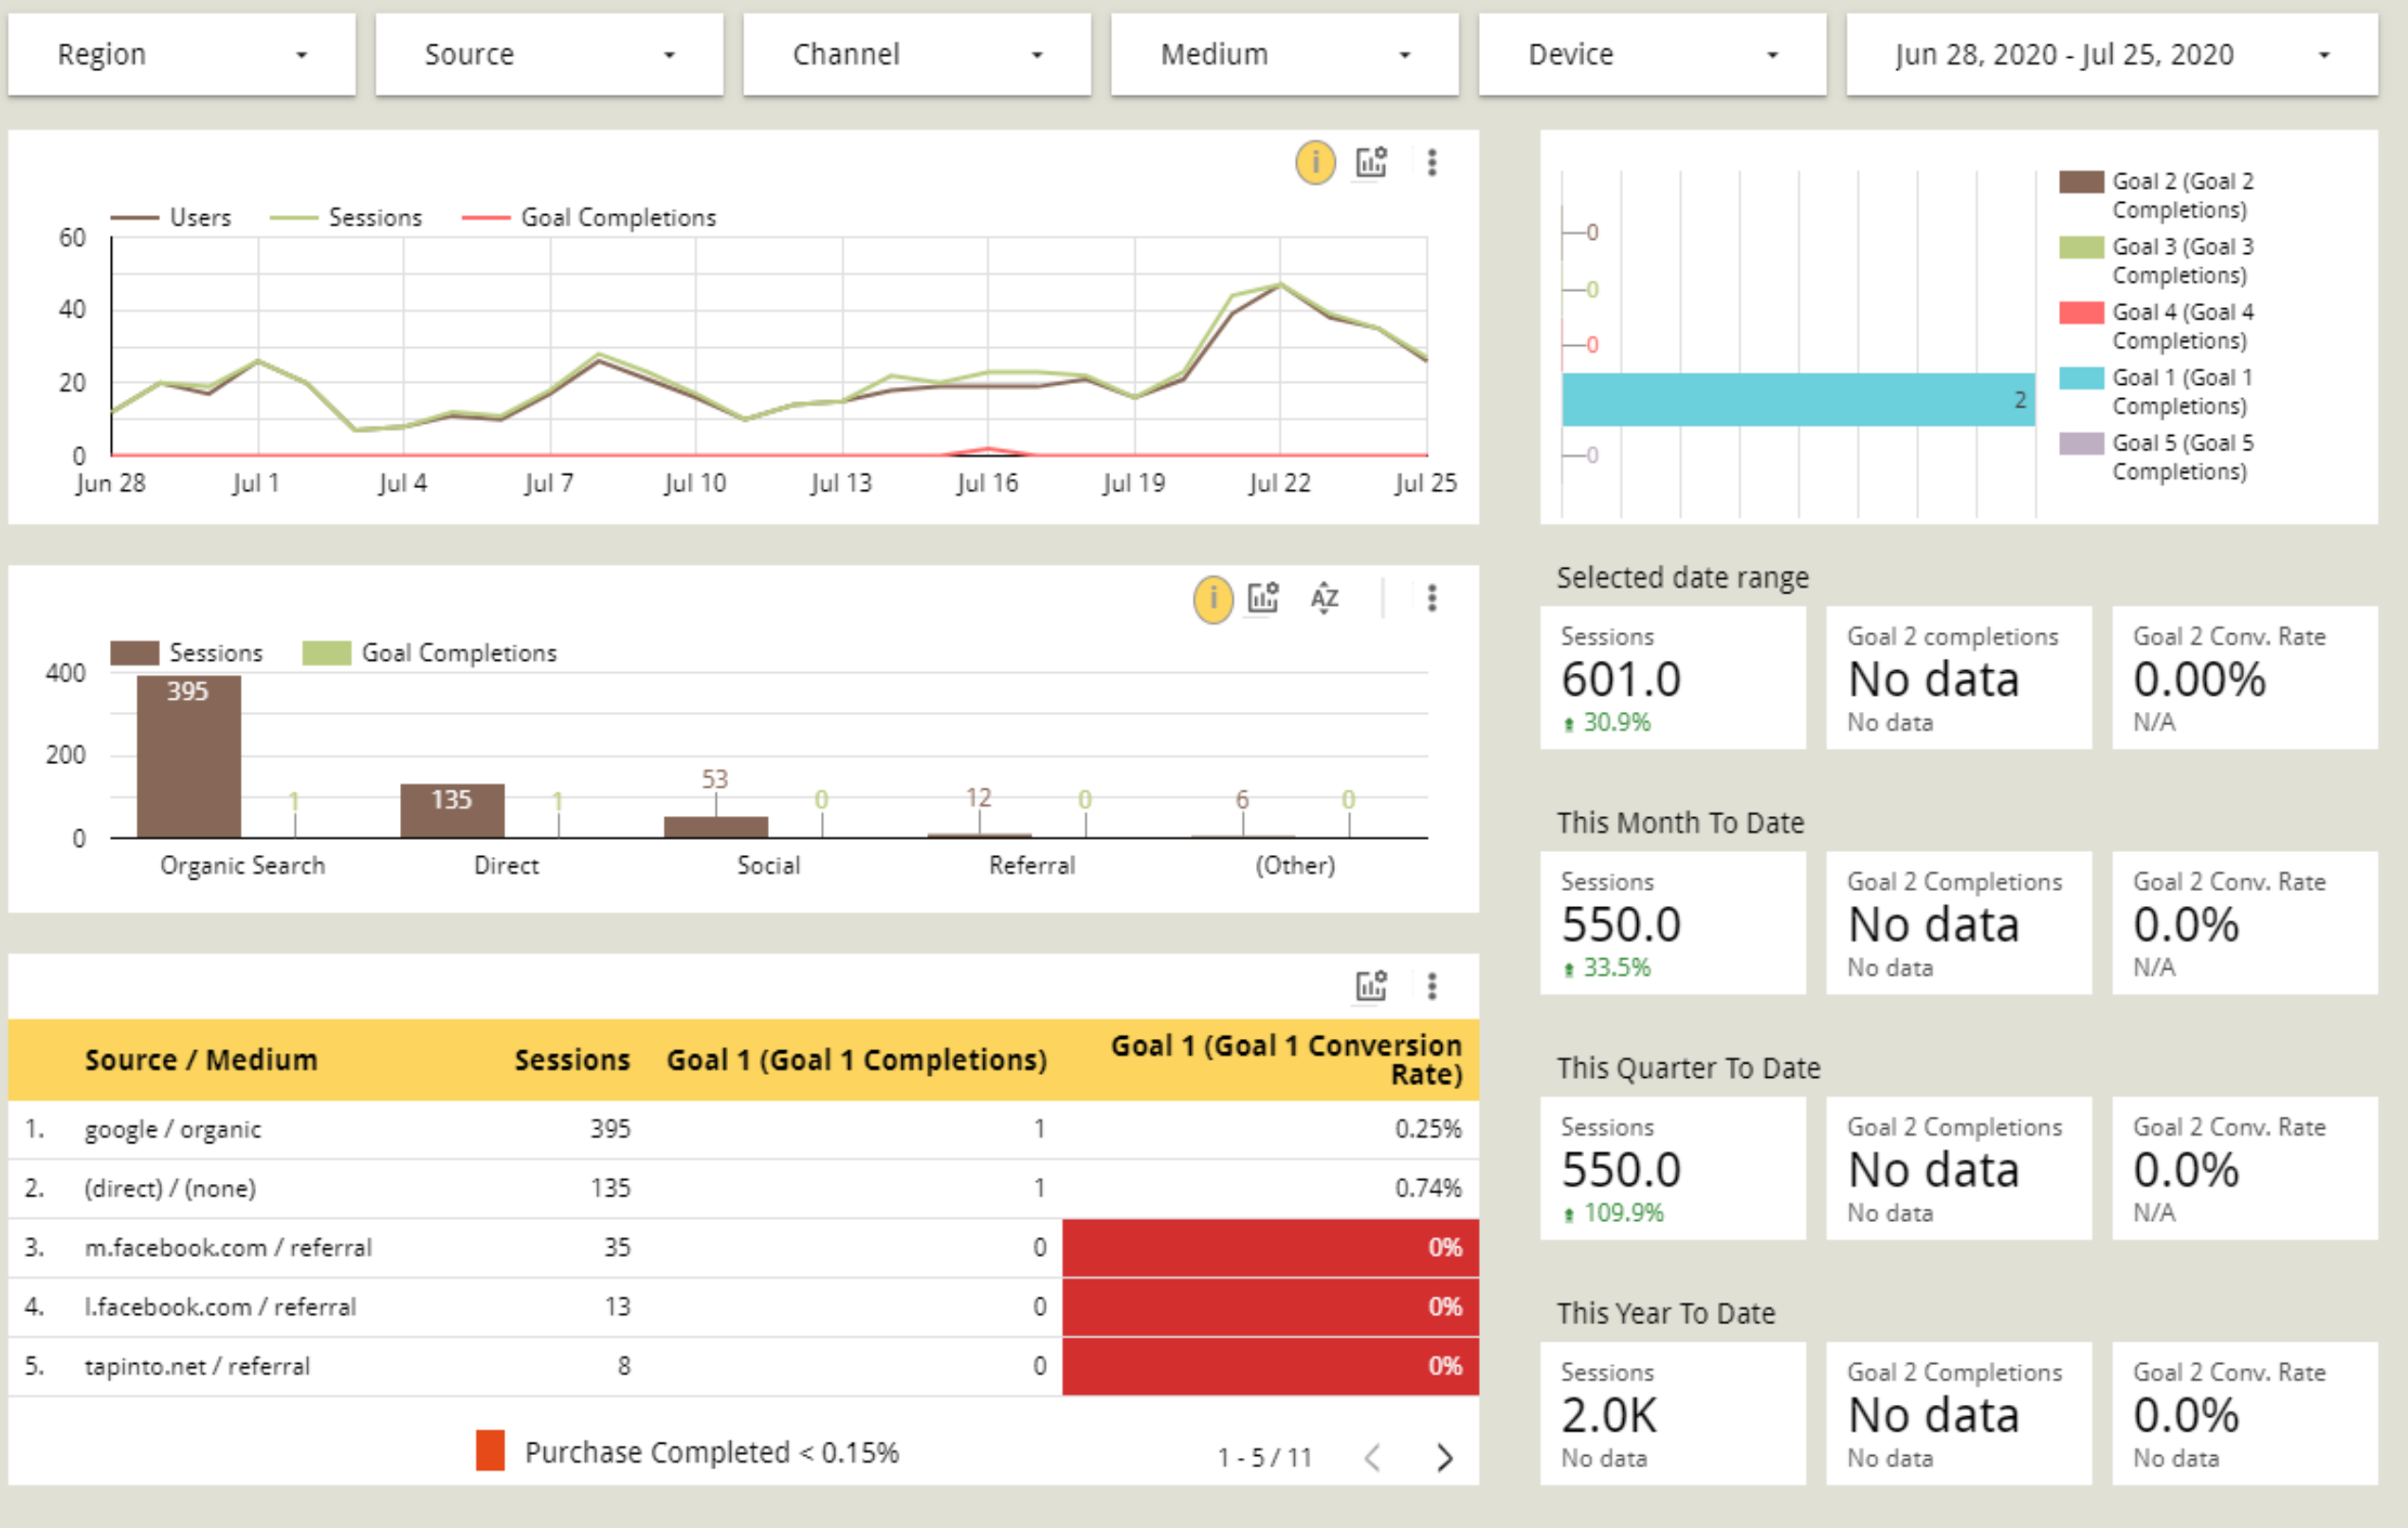 Region
Source
Channel
Medium
Device
Jun 28, 2020 - Jul 25, 2020
i
Users
Sessions
Goal Completions
60
40
20
0
Jun 28
Jul 1
Jul 4
Jul 7
Jul 10
Jul 13
Jul 16
Jul 19
Jul 22
Jul 25
0
0
0
2
0
Goal 2 (Goal 2
Completions)
Goal 3 (Goal 3
Completions)
Goal 4 (Goal 4
Completions)
Goal 1 (Goal 1
Completions)
Goal 5 (Goal 5
Completions)
i
AZ
Sessions
Goal Completions
400
200
0
395
1
135
1
53
0
12
0
6
0
Organic Search
Direct
Social
Referral
(Other)
Source / Medium Sessions Goal 1 (Goal 1 Completions) Goal 1 (Goal 1 Conversion
Rate)
1. google / organic 395 1 0.25%
2. (direct) / (none) 135 1 0.74%
3. m.facebook.com / referral 35 0 0%
4. l.facebook.com / referral 13 0 0%
5. tapinto.net / referral 8 0 0%
Purchase Completed < 0.15%
1 - 5 / 11
Selected date range
Sessions
601.0
30.9%
Goal 2 completions
No data
No data
Goal 2 Conv. Rate
0.00%
N/A
This Month To Date
Sessions
550.0
33.5%
Goal 2 Completions
No data
No data
Goal 2 Conv. Rate
0.0%
N/A
This Quarter To Date
Sessions
550.0
109.9%
Goal 2 Completions
No data
No data
Goal 2 Conv. Rate
0.0%
N/A
This Year To Date
Sessions
2.0K
No data
Goal 2 Completions
No data
No data
Goal 2 Conv. Rate
0.0%
No data